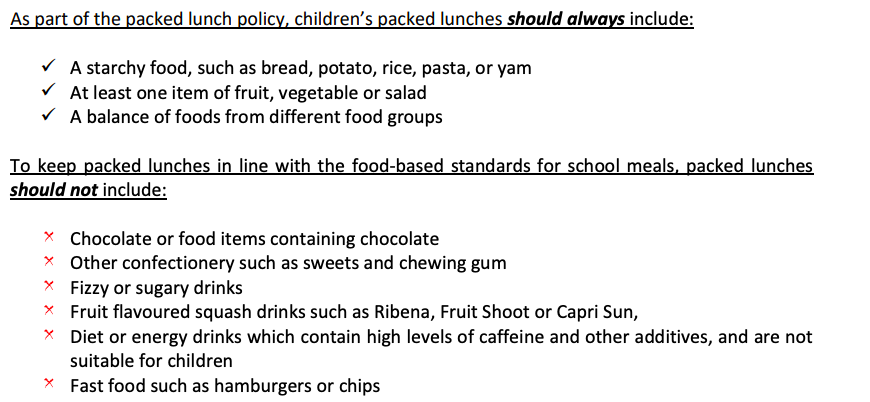 As part of the packed lunch policy, children's packed lunches should always include:
✓ A starchy food, such as bread, potato, rice, pasta, or yam
✓ At least one item of fruit, vegetable or salad
✓ A balance of foods from different food groups
To keep packed lunches in line with the food-based standards for school meals, packed lunches
should not include:
✗ Chocolate or food items containing chocolate
✗ Other confectionery such as sweets and chewing gum
✗ Fizzy or sugary drinks
✗ Fruit flavoured squash drinks such as Ribena, Fruit Shoot or Capri Sun,
✗ Diet or energy drinks which contain high levels of caffeine and other additives, and are not
suitable for children
✗ Fast food such as hamburgers or chips